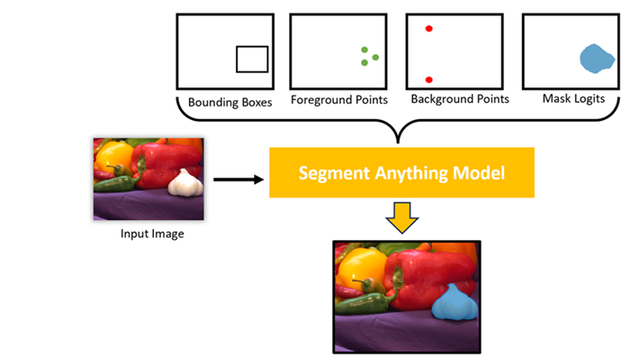 Bounding Boxes
Foreground Points
Background Points
Mask Logits
Segment Anything Model
Input Image